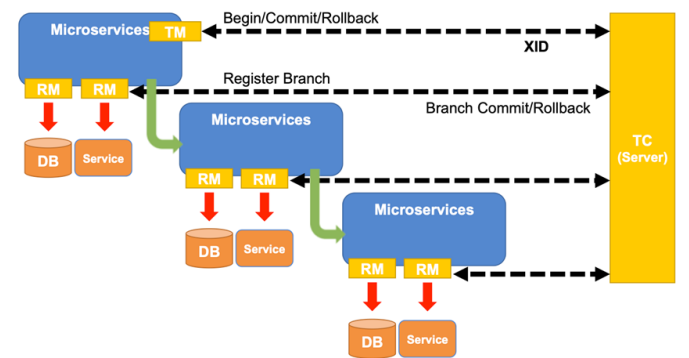 Begin/Commit/Rollback
Microservices
TM
XID
Register Branch
RM
RM
Branch Commit/Rollback
Microservices
TC
(Server)
DB
Service
RM
RM
Microservices
DB
Service
RM
RM
DB
Service